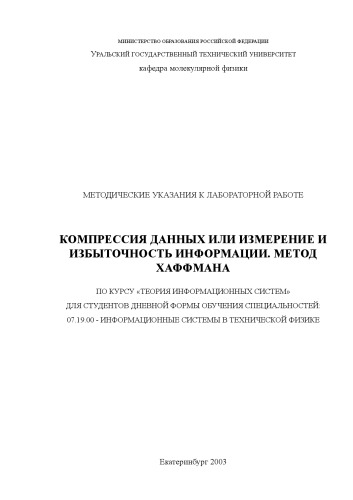 МИНИСТЕРСТВО ОБРАЗОВАНИЯ РОССИЙСКОЙ ФЕДЕРАЦИИ
УРАЛЬСКИЙ ГОСУДАРСТВЕННЫЙ ТЕХНИЧЕСКИЙ УНИВЕРСИТЕТ
кафедра молекулярной физики
МЕТОДИЧЕСКИЕ УКАЗАНИЯ К ЛАБОРАТОРНОЙ РАБОТЕ
КОМПРЕССИЯ ДАННЫХ ИЛИ ИЗМЕРЕНИЕ И
ИЗБЫТОЧНОСТЬ ИНФОРМАЦИИ. МЕТОД
ХАФФМАНА
ПО КУРСУ «ТЕОРИЯ ИНФОРМАЦИОННЫХ СИСТЕМ»
ДЛЯ СТУДЕНТОВ ДНЕВНОЙ ФОРМЫ ОБУЧЕНИЯ СПЕЦИАЛЬНОСТЕЙ:
07.19.00 - ИНФОРМАЦИОННЫЕ СИСТЕМЫ В ТЕХНИЧЕСКОЙ ФИЗИКЕ
Екатеринбург 2003